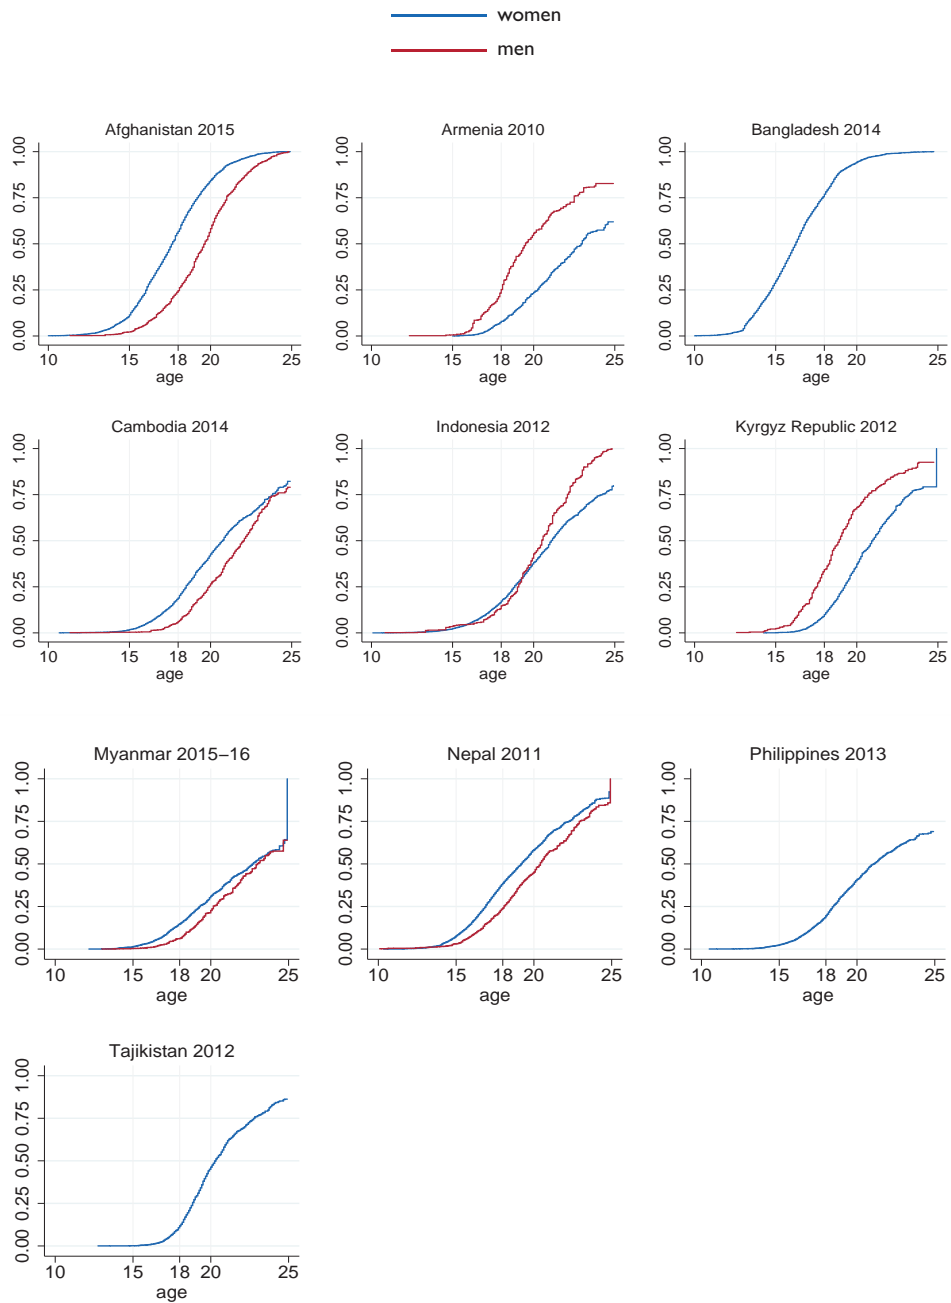 women
men
Afghanistan 2015
Armenia 2010
Bangladesh 2014
0.00 0.25 0.50 0.75 1.00
10 15 18 20 25
age
0.00 0.25 0.50 0.75 1.00
10 15 18 20 25
age
0.00 0.25 0.50 0.75 1.00
10 15 18 20 25
age
Cambodia 2014
Indonesia 2012
Kyrgyz Republic 2012
0.00 0.25 0.50 0.75 1.00
10 15 18 20 25
age
0.00 0.25 0.50 0.75 1.00
10 15 18 20 25
age
0.00 0.25 0.50 0.75 1.00
10 15 18 20 25
age
Myanmar 2015–16
Nepal 2011
Philippines 2013
0.00 0.25 0.50 0.75 1.00
10 15 18 20 25
age
0.00 0.25 0.50 0.75 1.00
10 15 18 20 25
age
0.00 0.25 0.50 0.75 1.00
10 15 18 20 25
age
Tajikistan 2012
0.00 0.25 0.50 0.75 1.00
10 15 18 20 25
age